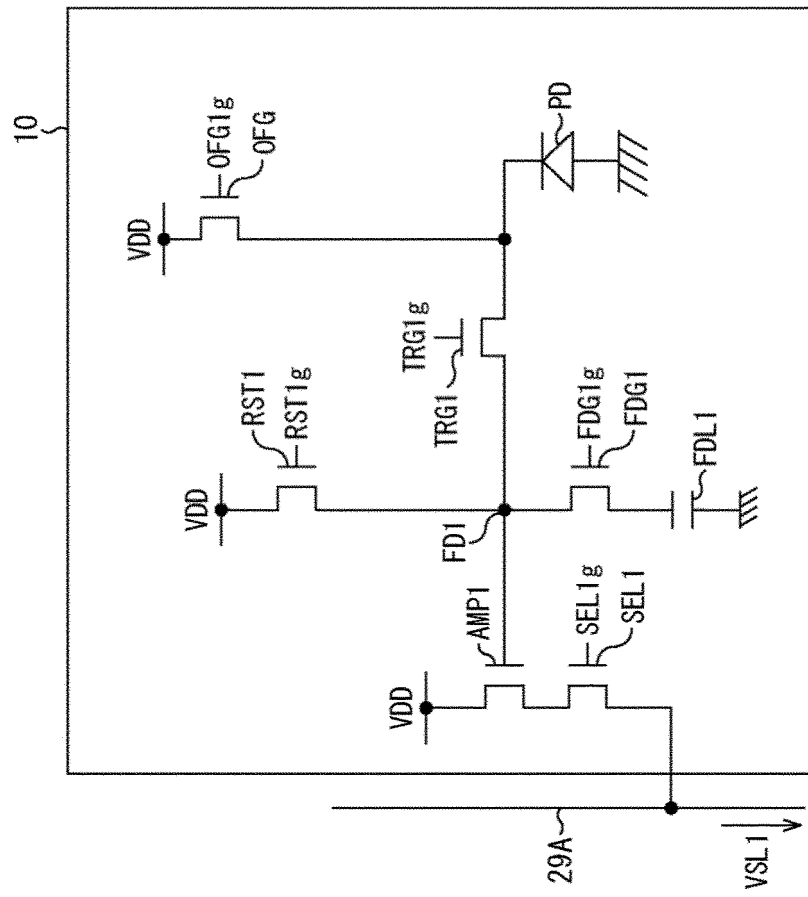 10
VDD
OFG1g
OFG
PD
VDD
RST1
RST1g
TRG1g
TRG1
FD1
FDG1g
FDG1
FDL1
VDD
AMP1
SEL1g
SEL1
29A
VSL1